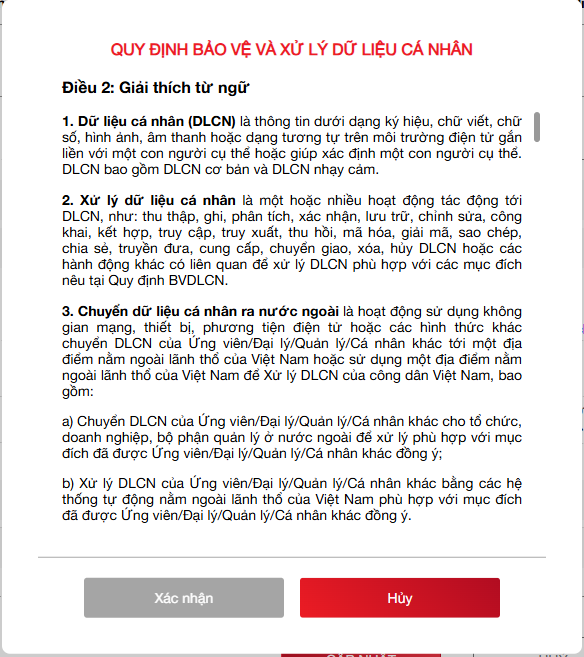 QUY ĐỊNH BẢO VỆ VÀ XỬ LÝ DỮ LIỆU CÁ NHÂN
Điều 2: Giải thích từ ngữ
1. Dữ liệu cá nhân (DLCN) là thông tin dưới dạng ký hiệu, chữ viết, chữ
số, hình ảnh, âm thanh hoặc dạng tương tự trên môi trường điện tử gắn
liền với một con người cụ thể hoặc giúp xác định một con người cụ thể.
DLCN bao gồm DLCN cơ bản và DLCN nhạy cảm.
2. Xử lý dữ liệu cá nhân là một hoặc nhiều hoạt động tác động tới
DLCN, như: thu thập, ghi, phân tích, xác nhận, lưu trữ, chỉnh sửa, công
khai, kết hợp, truy cập, truy xuất, thu hồi, mã hóa, giải mã, sao chép,
chia sẻ, truyền đưa, cung cấp, chuyển giao, xóa, hủy DLCN hoặc các
hành động khác có liên quan để xử lý DLCN phù hợp với các mục đích
nêu tại Quy định BVDLCN.
3. Chuyển dữ liệu cá nhân ra nước ngoài là hoạt động sử dụng không
gian mạng, thiết bị, phương tiện điện tử hoặc các hình thức khác
chuyển DLCN của Ứng viên/Đại lý/Quản lý/Cá nhân khác tới một địa
điểm nằm ngoài lãnh thổ của Việt Nam hoặc sử dụng một địa điểm nằm
ngoài lãnh thổ của Việt Nam để Xử lý DLCN của công dân Việt Nam, bao
gồm:
a) Chuyển DLCN của Ứng viên/Đại lý/Quản lý/Cá nhân khác cho tổ chức,
doanh nghiệp, bộ phận quản lý ở nước ngoài để xử lý phù hợp với mục
đích đã được Ứng viên/Đại lý/Quản lý/Cá nhân khác đồng ý;
b) Xử lý DLCN của Ứng viên/Đại lý/Quản lý/Cá nhân khác bằng các hệ
thống tự động nằm ngoài lãnh thổ của Việt Nam phù hợp với mục đích
đã được Ứng viên/Đại lý/Quản lý/Cá nhân khác đồng ý.
Xác nhận
Hủy